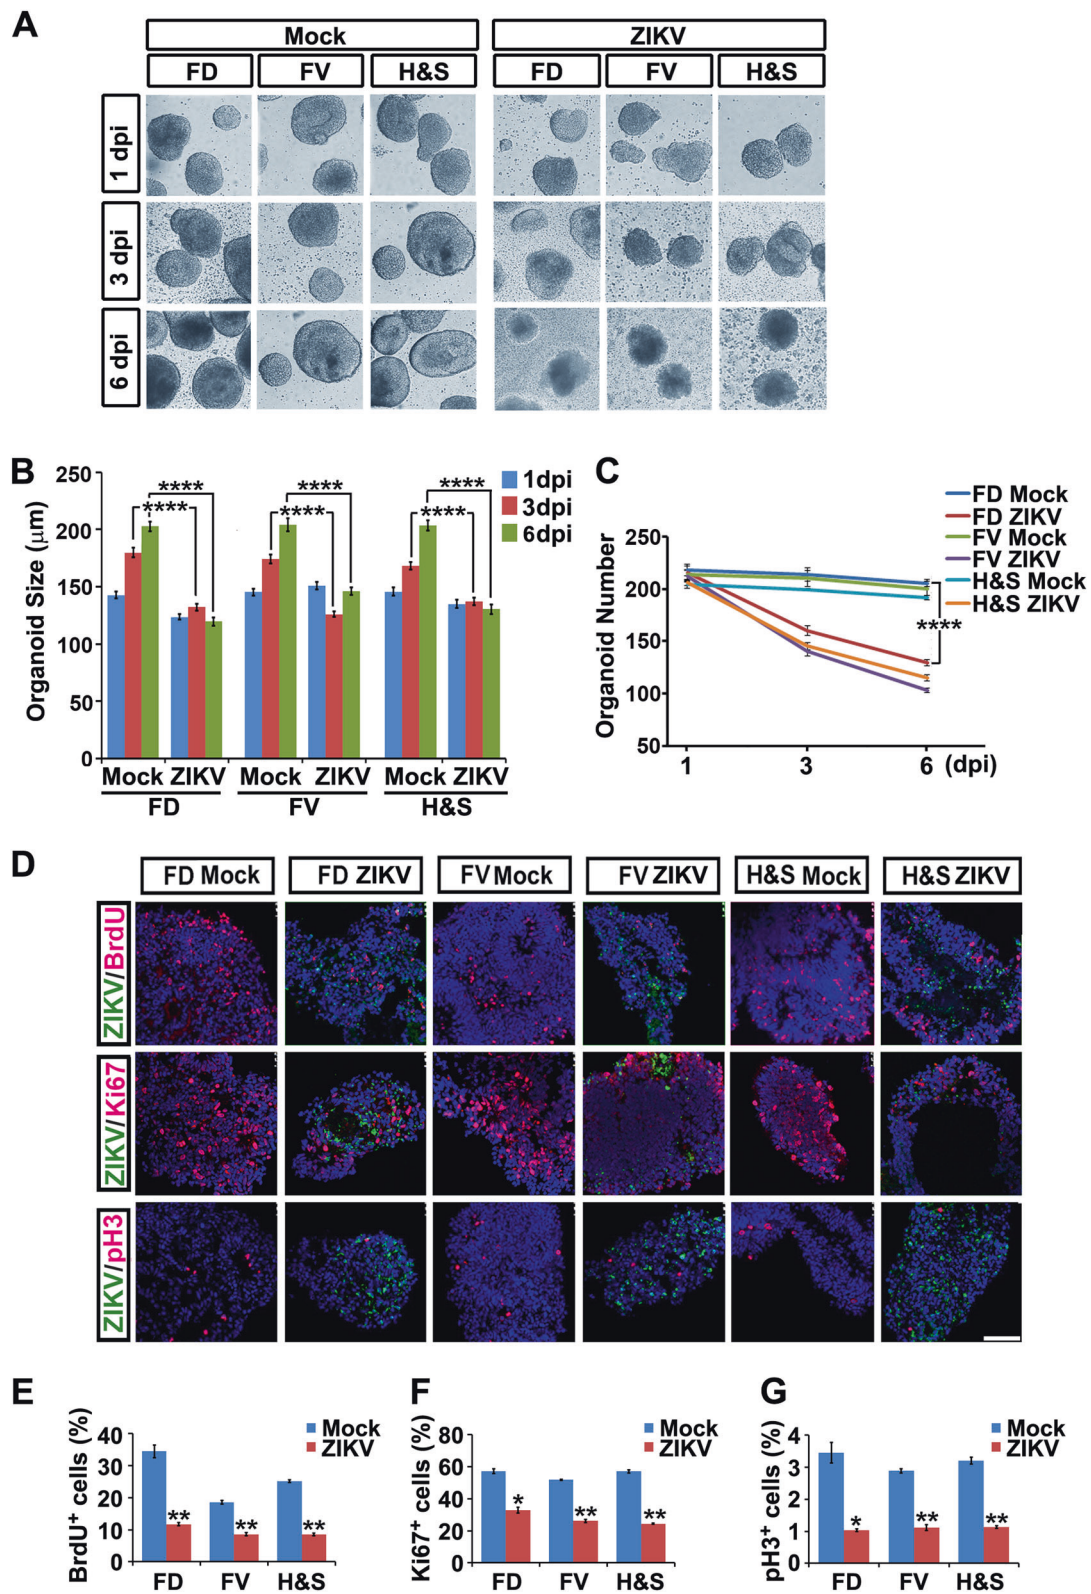 A
Mock ZIKV
FD FV H&S FD FV H&S
1 dpi
3 dpi
6 dpi
B
Organoid Size (μm)
250
200
150
100
50
0
**** **** ****
**** **** ****
1dpi
3dpi
6dpi
Mock ZIKV Mock ZIKV Mock ZIKV
FD FV H&S
C
Organoid Number
250
200
150
100
50
1 3 6 (dpi)
FD Mock
FD ZIKV
FV Mock
FV ZIKV
H&S Mock
H&S ZIKV
****
D
FD Mock FD ZIKV FV Mock FV ZIKV H&S Mock H&S ZIKV
ZIKV/BrdU
ZIKV/Ki67
ZIKV/pH3
E
BrdU+ cells (%)
40
30
20
10
0
Mock
ZIKV
** ** **
FD FV H&S
F
Ki67+ cells (%)
80
60
40
20
0
Mock
ZIKV
* ** **
FD FV H&S
G
pH3+ cells (%)
4
3
2
1
0
Mock
ZIKV
* ** **
FD FV H&S